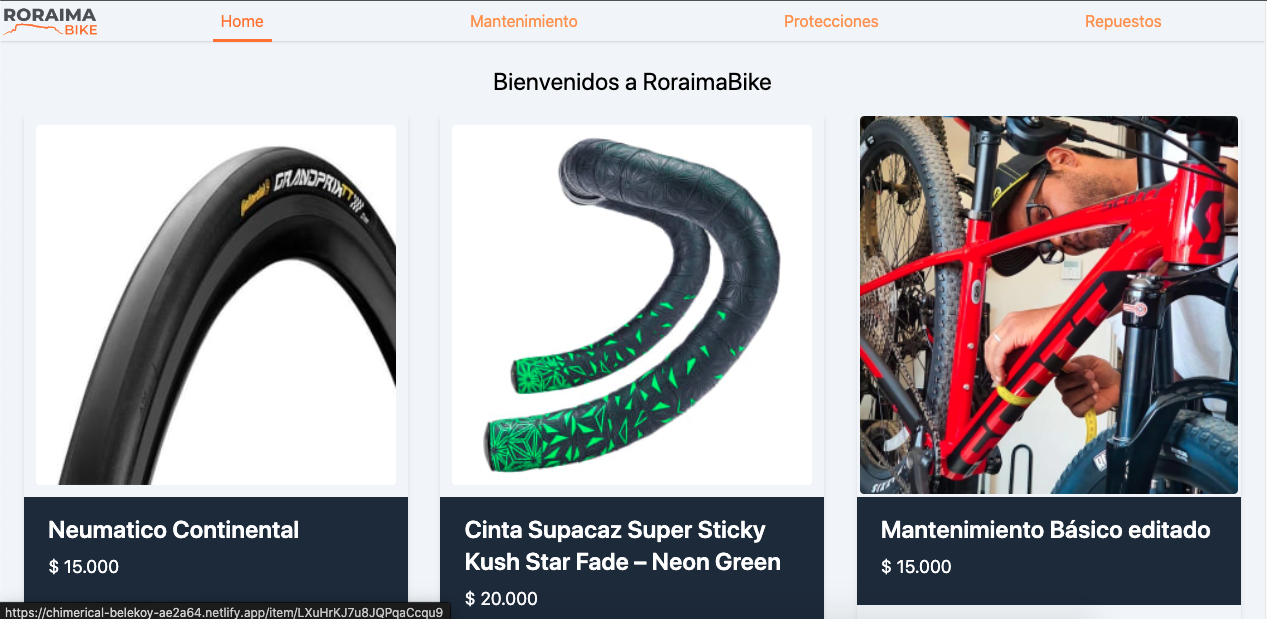 RORAIMA
BIKE
Home
Mantenimiento
Protecciones
Repuestos
Bienvenidos a RoraimaBike
Continental
GRANDPRIX TT
Neumatico Continental
$ 15.000
Cinta Supacaz Super Sticky
Kush Star Fade – Neon Green
$ 20.000
Mantenimiento Básico editado
$ 15.000
https://chimerical-belekoy-ae2a64.netlify.app/item/LXuHrKJ7u8JQPqaCcqu9